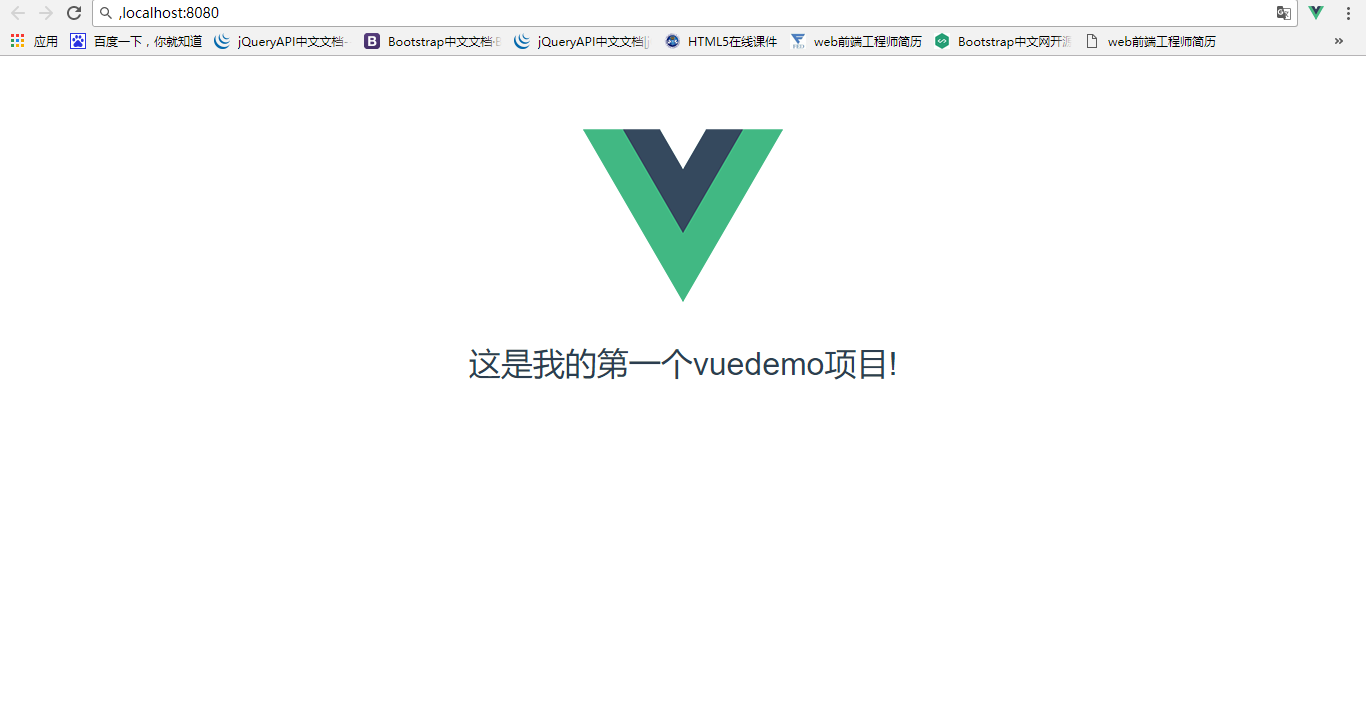 ,localhost:8080
应用 百度一下，你就知道 jQueryAPI中文文档- Bootstrap中文文档· jQueryAPI中文文档 HTML5在线课件 web前端工程师简历 Bootstrap中文网开源 web前端工程师简历 »
这是我的第一个vuedemo项目!